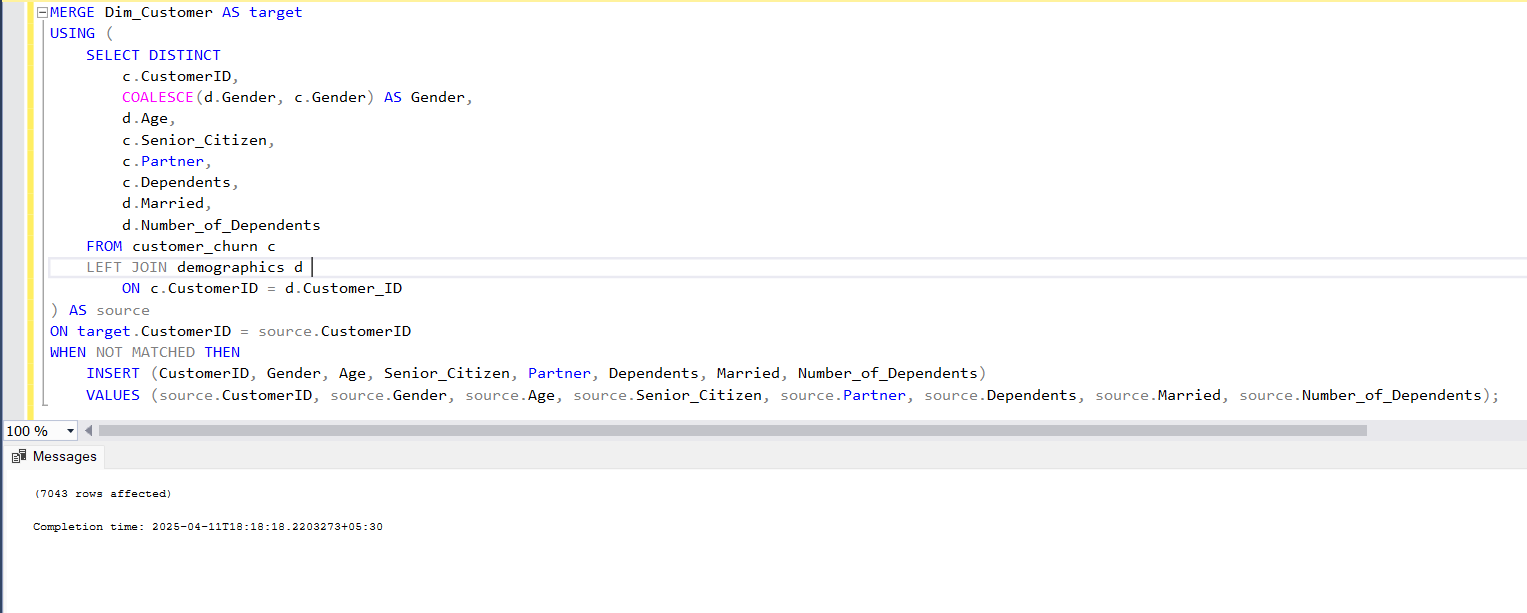 MERGE Dim_Customer AS target
USING (
SELECT DISTINCT
c.CustomerID,
COALESCE(d.Gender, c.Gender) AS Gender,
d.Age,
c.Senior_Citizen,
c.Partner,
c.Dependents,
d.Married,
d.Number_of_Dependents
FROM customer_churn c
LEFT JOIN demographics d
ON c.CustomerID = d.Customer_ID
) AS source
ON target.CustomerID = source.CustomerID
WHEN NOT MATCHED THEN
INSERT (CustomerID, Gender, Age, Senior_Citizen, Partner, Dependents, Married, Number_of_Dependents)
VALUES (source.CustomerID, source.Gender, source.Age, source.Senior_Citizen, source.Partner, source.Dependents, source.Married, source.Number_of_Dependents);
100 %
Messages
(7043 rows affected)
Completion time: 2025-04-11T18:18:18.2203273+05:30